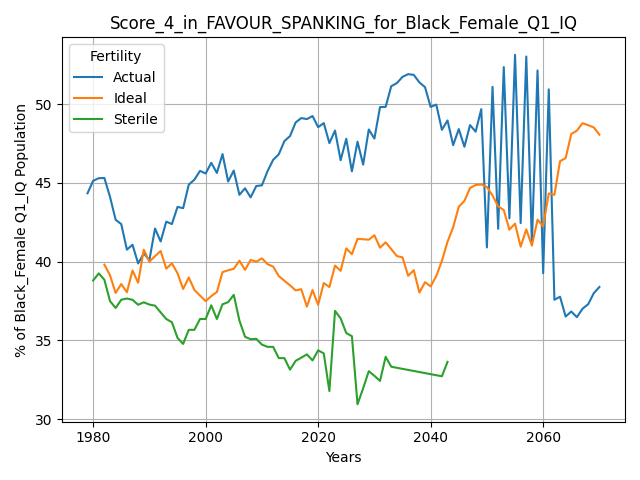 Score_4_in_FAVOUR_SPANKING_for_Black_Female_Q1_IQ
Fertility
Actual
Ideal
Sterile
% of Black_Female Q1_IQ Population
50
45
40
35
30
1980
2000
2020
2040
2060
Years